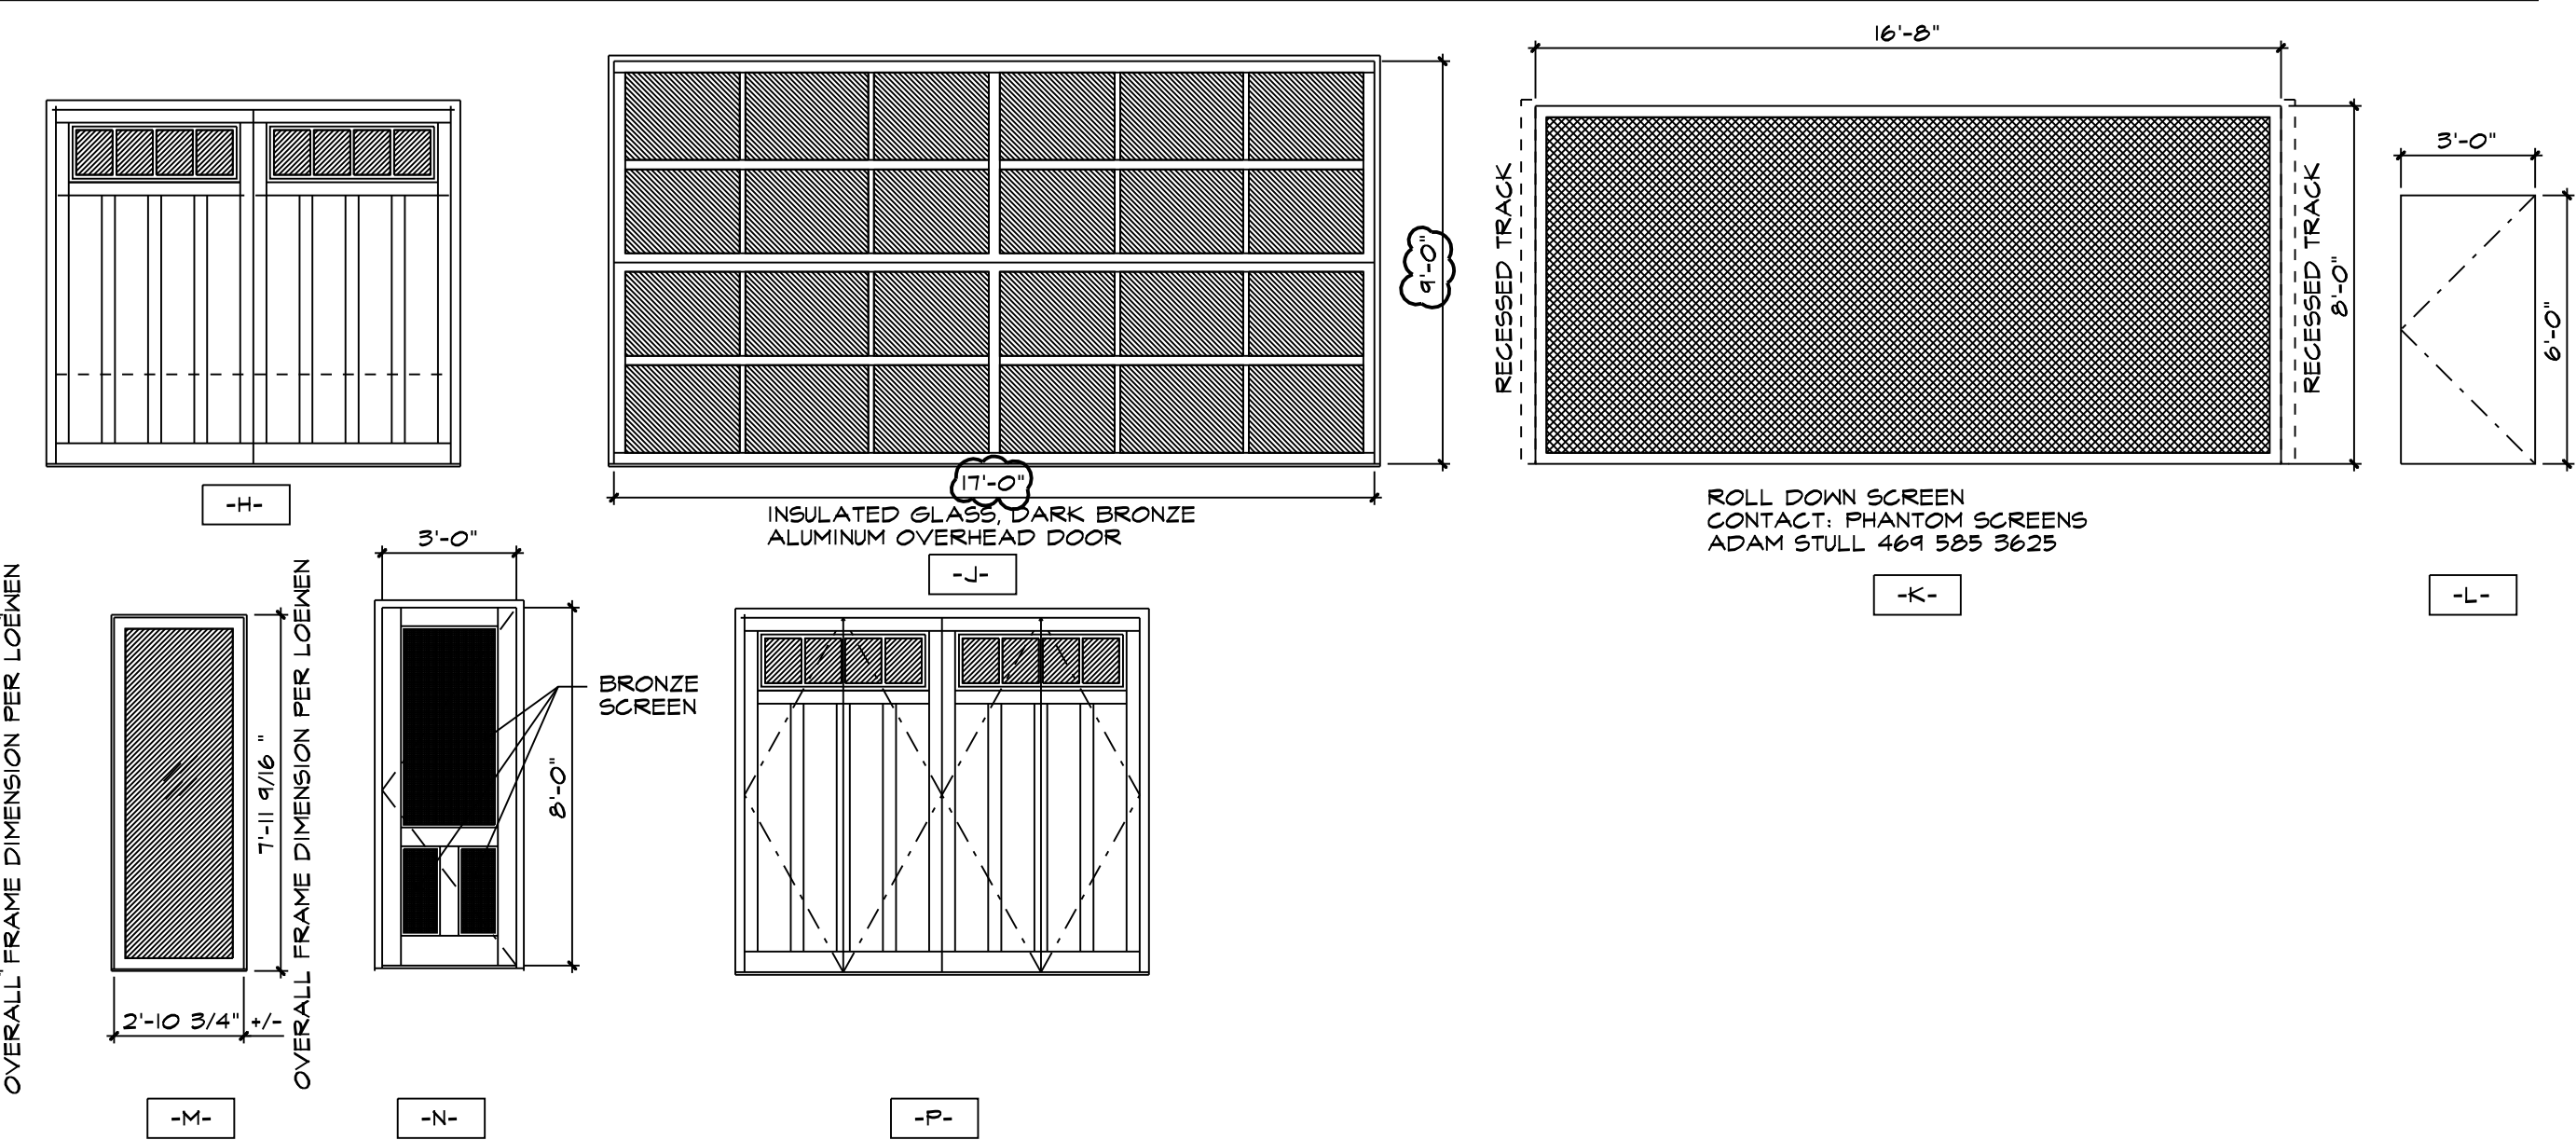 16'-8"
3'-0"
RECESSED TRACK
RECESSED TRACK
9'-0"
8'-0"
6'-0"
17'-0"
INSULATED GLASS, DARK BRONZE
ALUMINUM OVERHEAD DOOR
ROLL DOWN SCREEN
CONTACT: PHANTOM SCREENS
ADAM STULL 469 585 3625
-H-
-J-
-K-
-L-
OVERALL FRAME DIMENSION PER LOEWEN
7'-11 9/16 "
OVERALL FRAME DIMENSION PER LOEWEN
2'-10 3/4" +/-
3'-0"
8'-0"
BRONZE
SCREEN
-M-
-N-
-P-